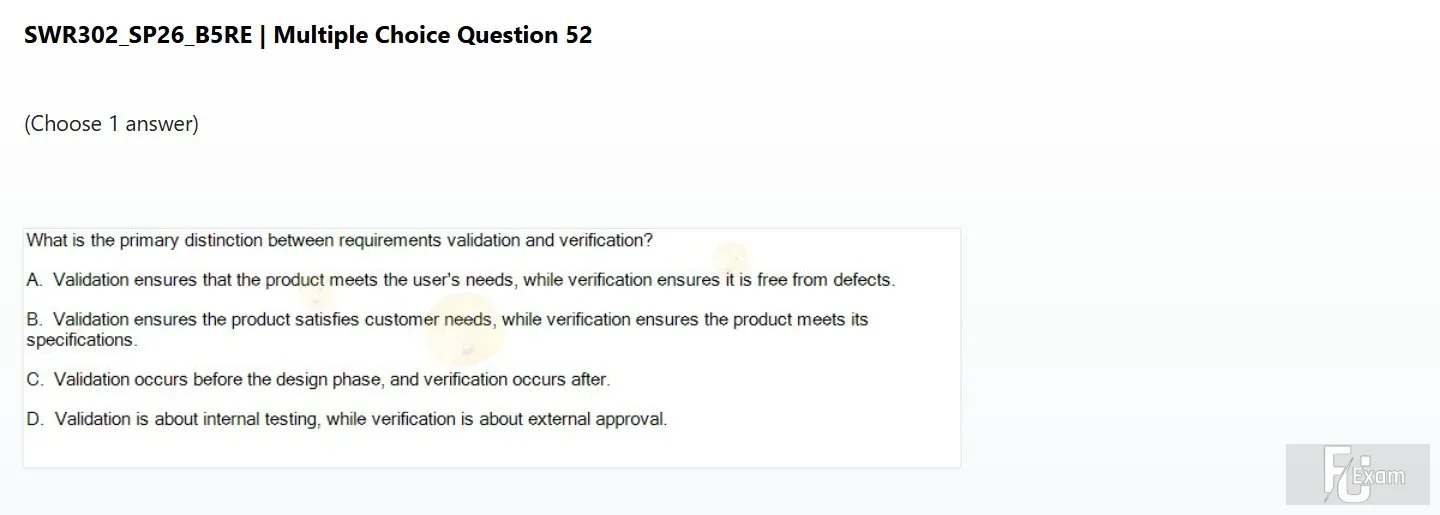 SWR302_SP26_B5RE | Multiple Choice Question 52
(Choose 1 answer)
What is the primary distinction between requirements validation and verification?
A. Validation ensures that the product meets the user's needs, while verification ensures it is free from defects.
B. Validation ensures the product satisfies customer needs, while verification ensures the product meets its
specifications.
C. Validation occurs before the design phase, and verification occurs after.
D. Validation is about internal testing, while verification is about external approval.
FU Exam